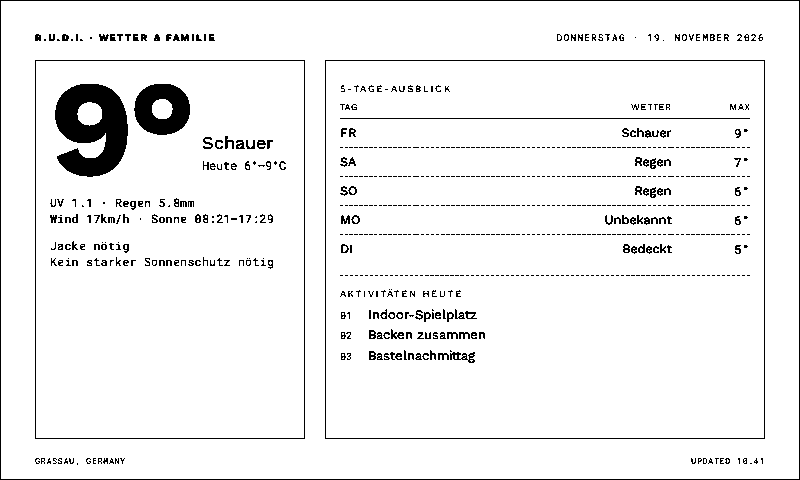 R.U.D.I. · WETTER & FAMILIE
DONNERSTAG · 19. NOVEMBER 2026
9°
Schauer
Heute 6°–9°C
UV 1.1 · Regen 5.8mm
Wind 17km/h · Sonne 08:21–17:29
Jacke nötig
Kein starker Sonnenschutz nötig
5-TAGE-AUSBLICK
TAG WETTER MAX
FR Schauer 9°
SA Regen 7°
SO Regen 6°
MO Unbekannt 6°
DI Bedeckt 5°
AKTIVITÄTEN HEUTE
01 Indoor-Spielplatz
02 Backen zusammen
03 Bastelnachmittag
GRASSAU, GERMANY
UPDATED 10.41